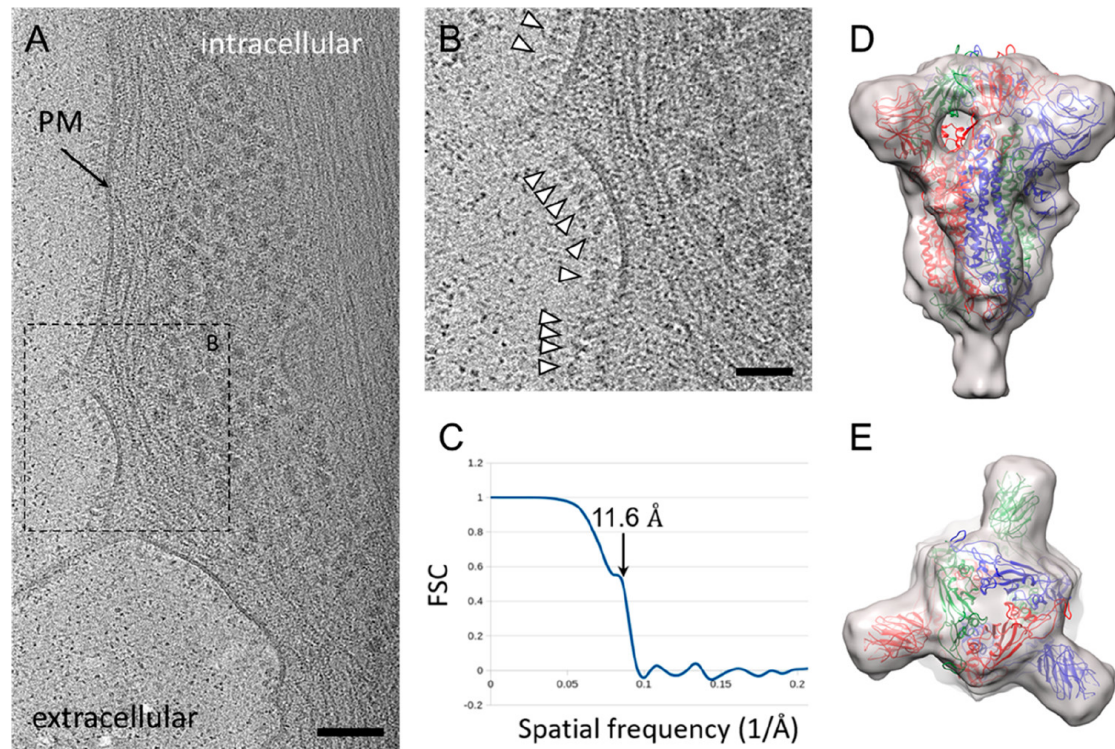 A
intracellular
PM
B
extracellular
B
C
1.2
1
0.8
0.6
0.4
0.2
0
-0.2
FSC
11.6 Å
0
0.05
0.1
0.15
0.2
Spatial frequency (1/Å)
D
E